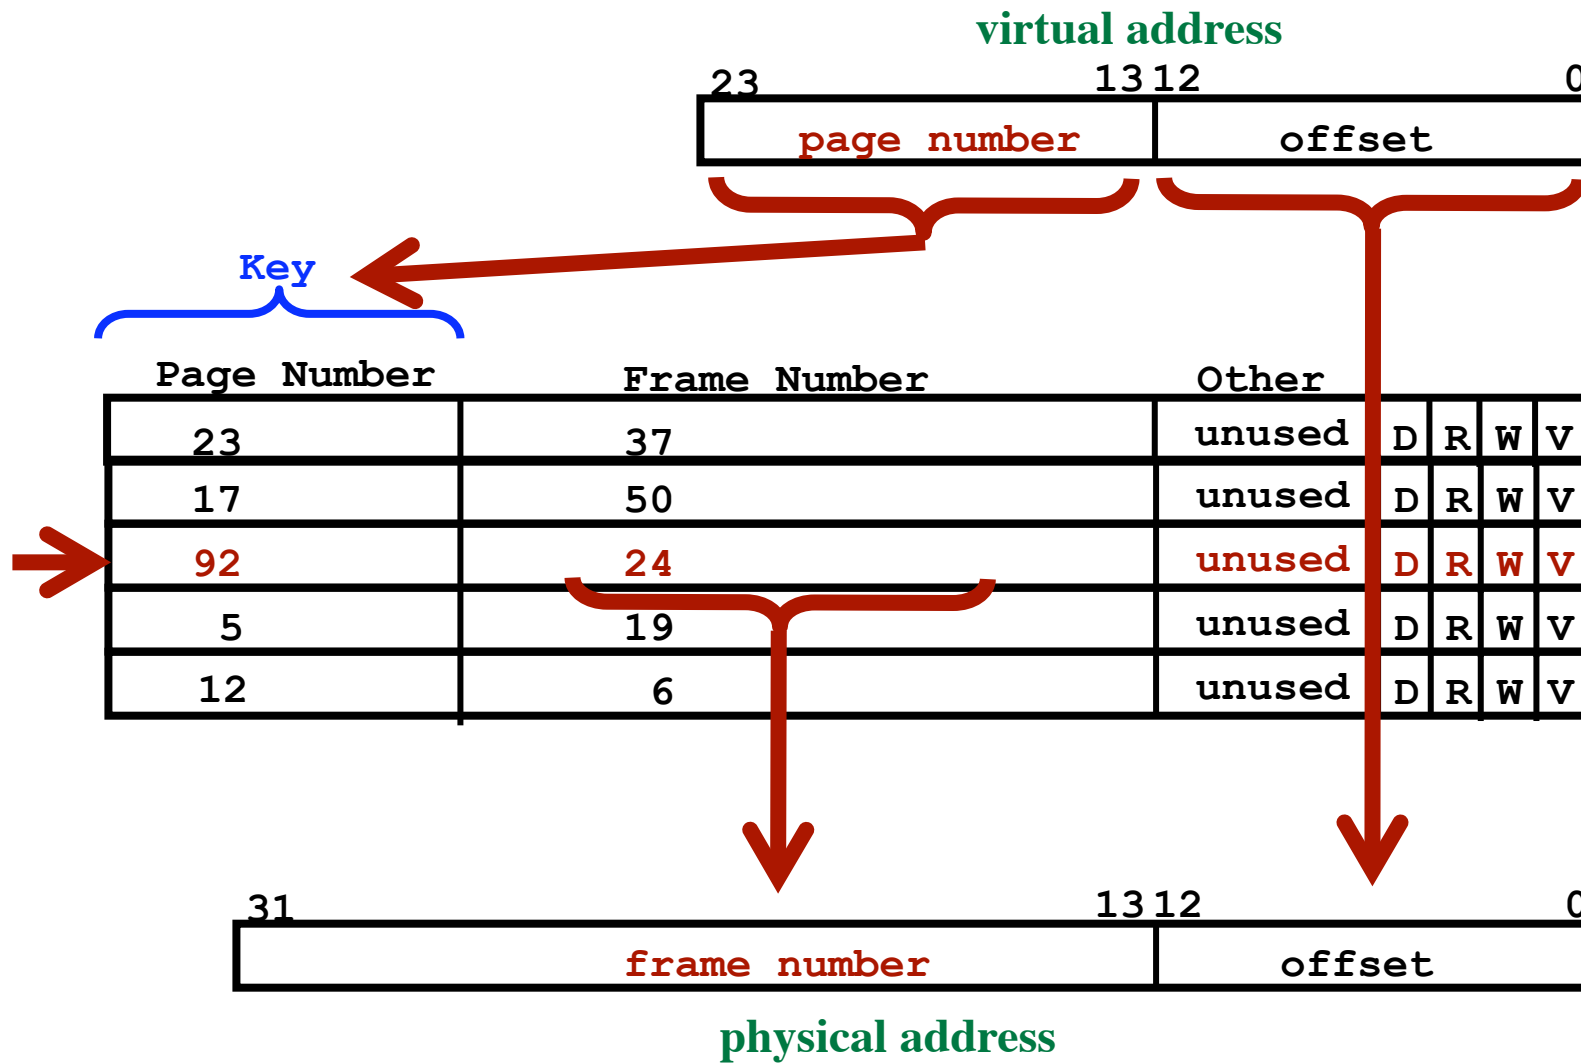 virtual address
23 13 12 0
page number offset
Key
Page Number Frame Number Other
23 37 unused D R W V
17 50 unused D R W V
92 24 unused D R W V
5 19 unused D R W V
12 6 unused D R W V
31 13 12 0
frame number offset
physical address